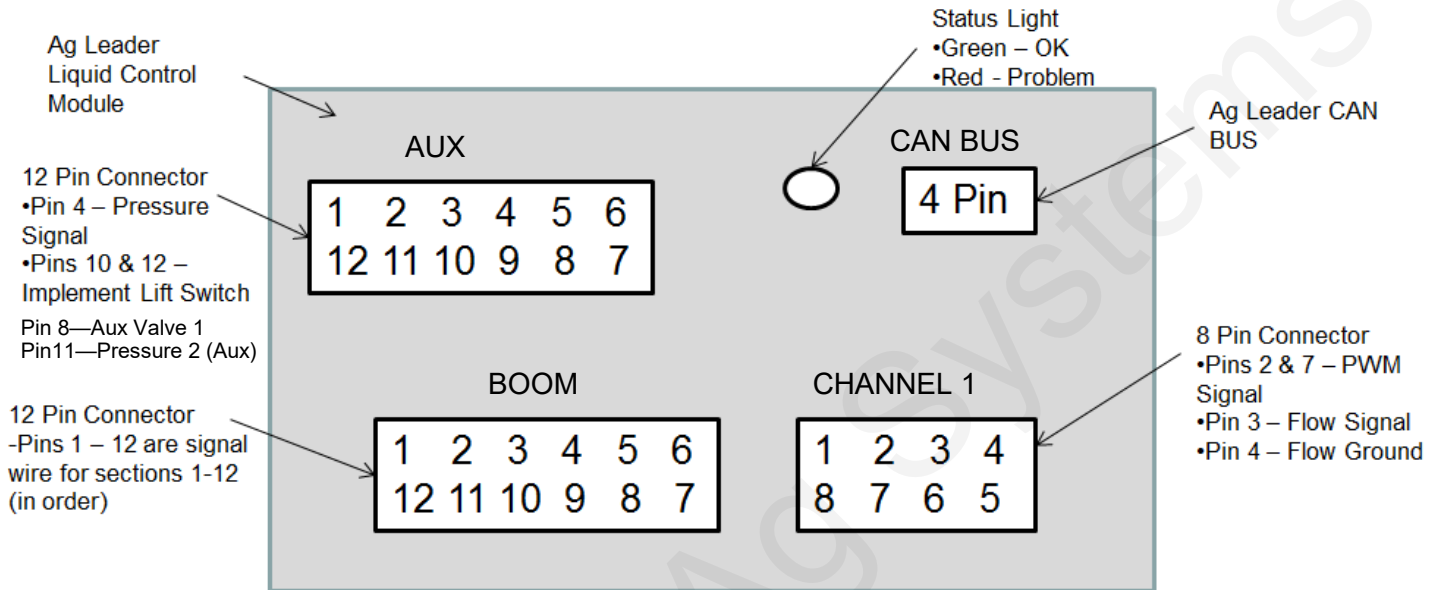 Ag Leader
Liquid Control
Module
Status Light
•Green – OK
•Red - Problem
Ag Leader CAN
BUS
AUX
CAN BUS
12 Pin Connector
•Pin 4 – Pressure
Signal
•Pins 10 & 12 –
Implement Lift Switch
Pin 8—Aux Valve 1
Pin11—Pressure 2 (Aux)
1 2 3 4 5 6
12 11 10 9 8 7
4 Pin
BOOM
CHANNEL 1
12 Pin Connector
-Pins 1 – 12 are signal
wire for sections 1-12
(in order)
1 2 3 4 5 6
12 11 10 9 8 7
1 2 3 4
8 7 6 5
8 Pin Connector
•Pins 2 & 7 – PWM
Signal
•Pin 3 – Flow Signal
•Pin 4 – Flow Ground
Ag Systems